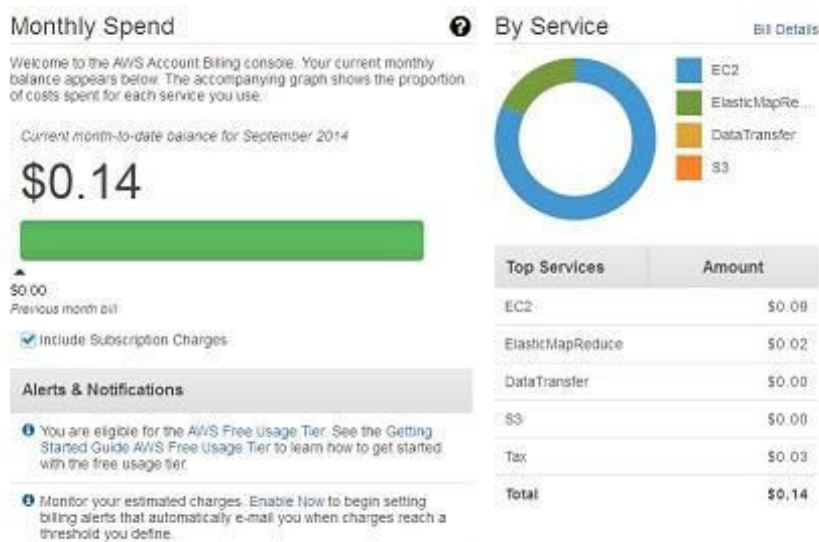 Monthly Spend
Welcome to the AWS Account Billing console. Your current monthly
balance appears below. The accompanying graph shows the proportion
of costs spent for each service you use.
Current month-to-date balance for September 2014
$0.14
$0.00
Previous month bill
Include Subscription Charges
Alerts & Notifications
You are eligible for the AWS Free Usage Tier. See the Getting
Started Guide AWS Free Usage Tier to learn how to get started
with the free usage tier.
Monitor your estimated charges. Enable Now to begin setting
billing alerts that automatically e-mail you when charges reach a
threshold you define.
By Service
Bill Details
EC2
ElasticMapRe...
DataTransfer
S3
Top Services Amount
EC2
ElasticMapReduce $0.02
DataTransfer $0.00
S3 $0.00
Tax $0.03
Total $0.14